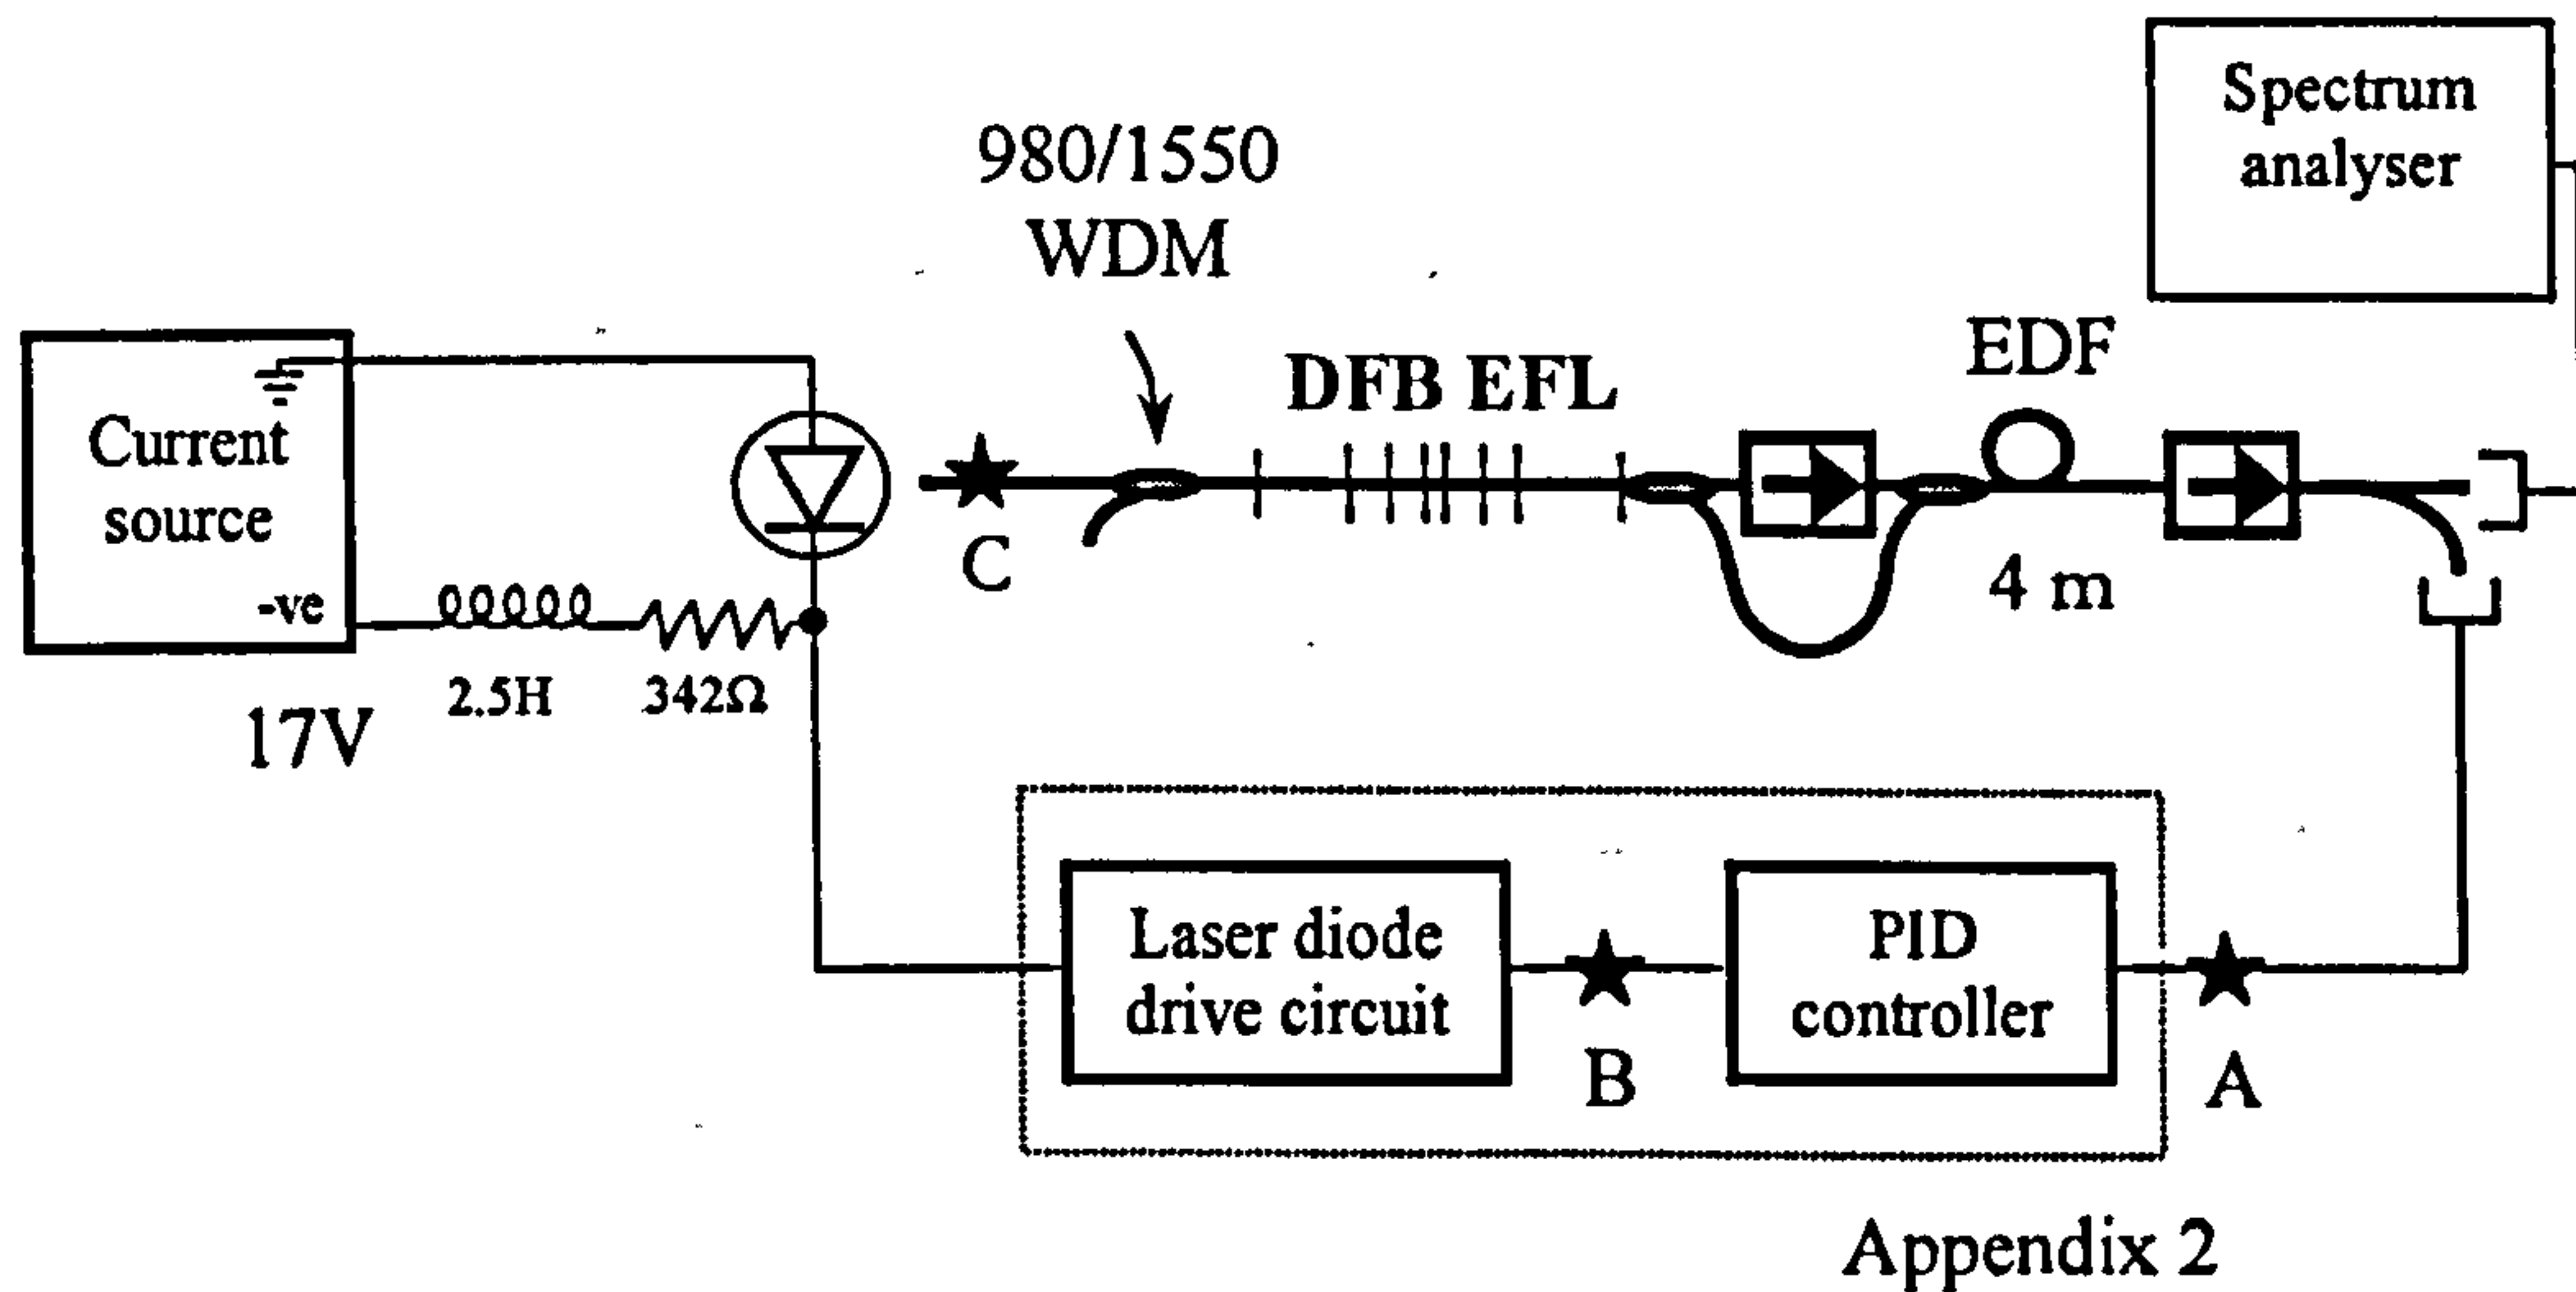 Spectrum
analyser
980/1550
WDM
DFB EFL
EDF
Current
source
-ve
C
4 m
2.5H
342Ω
17V
Laser diode
drive circuit
PID
controller
B
A
Appendix 2